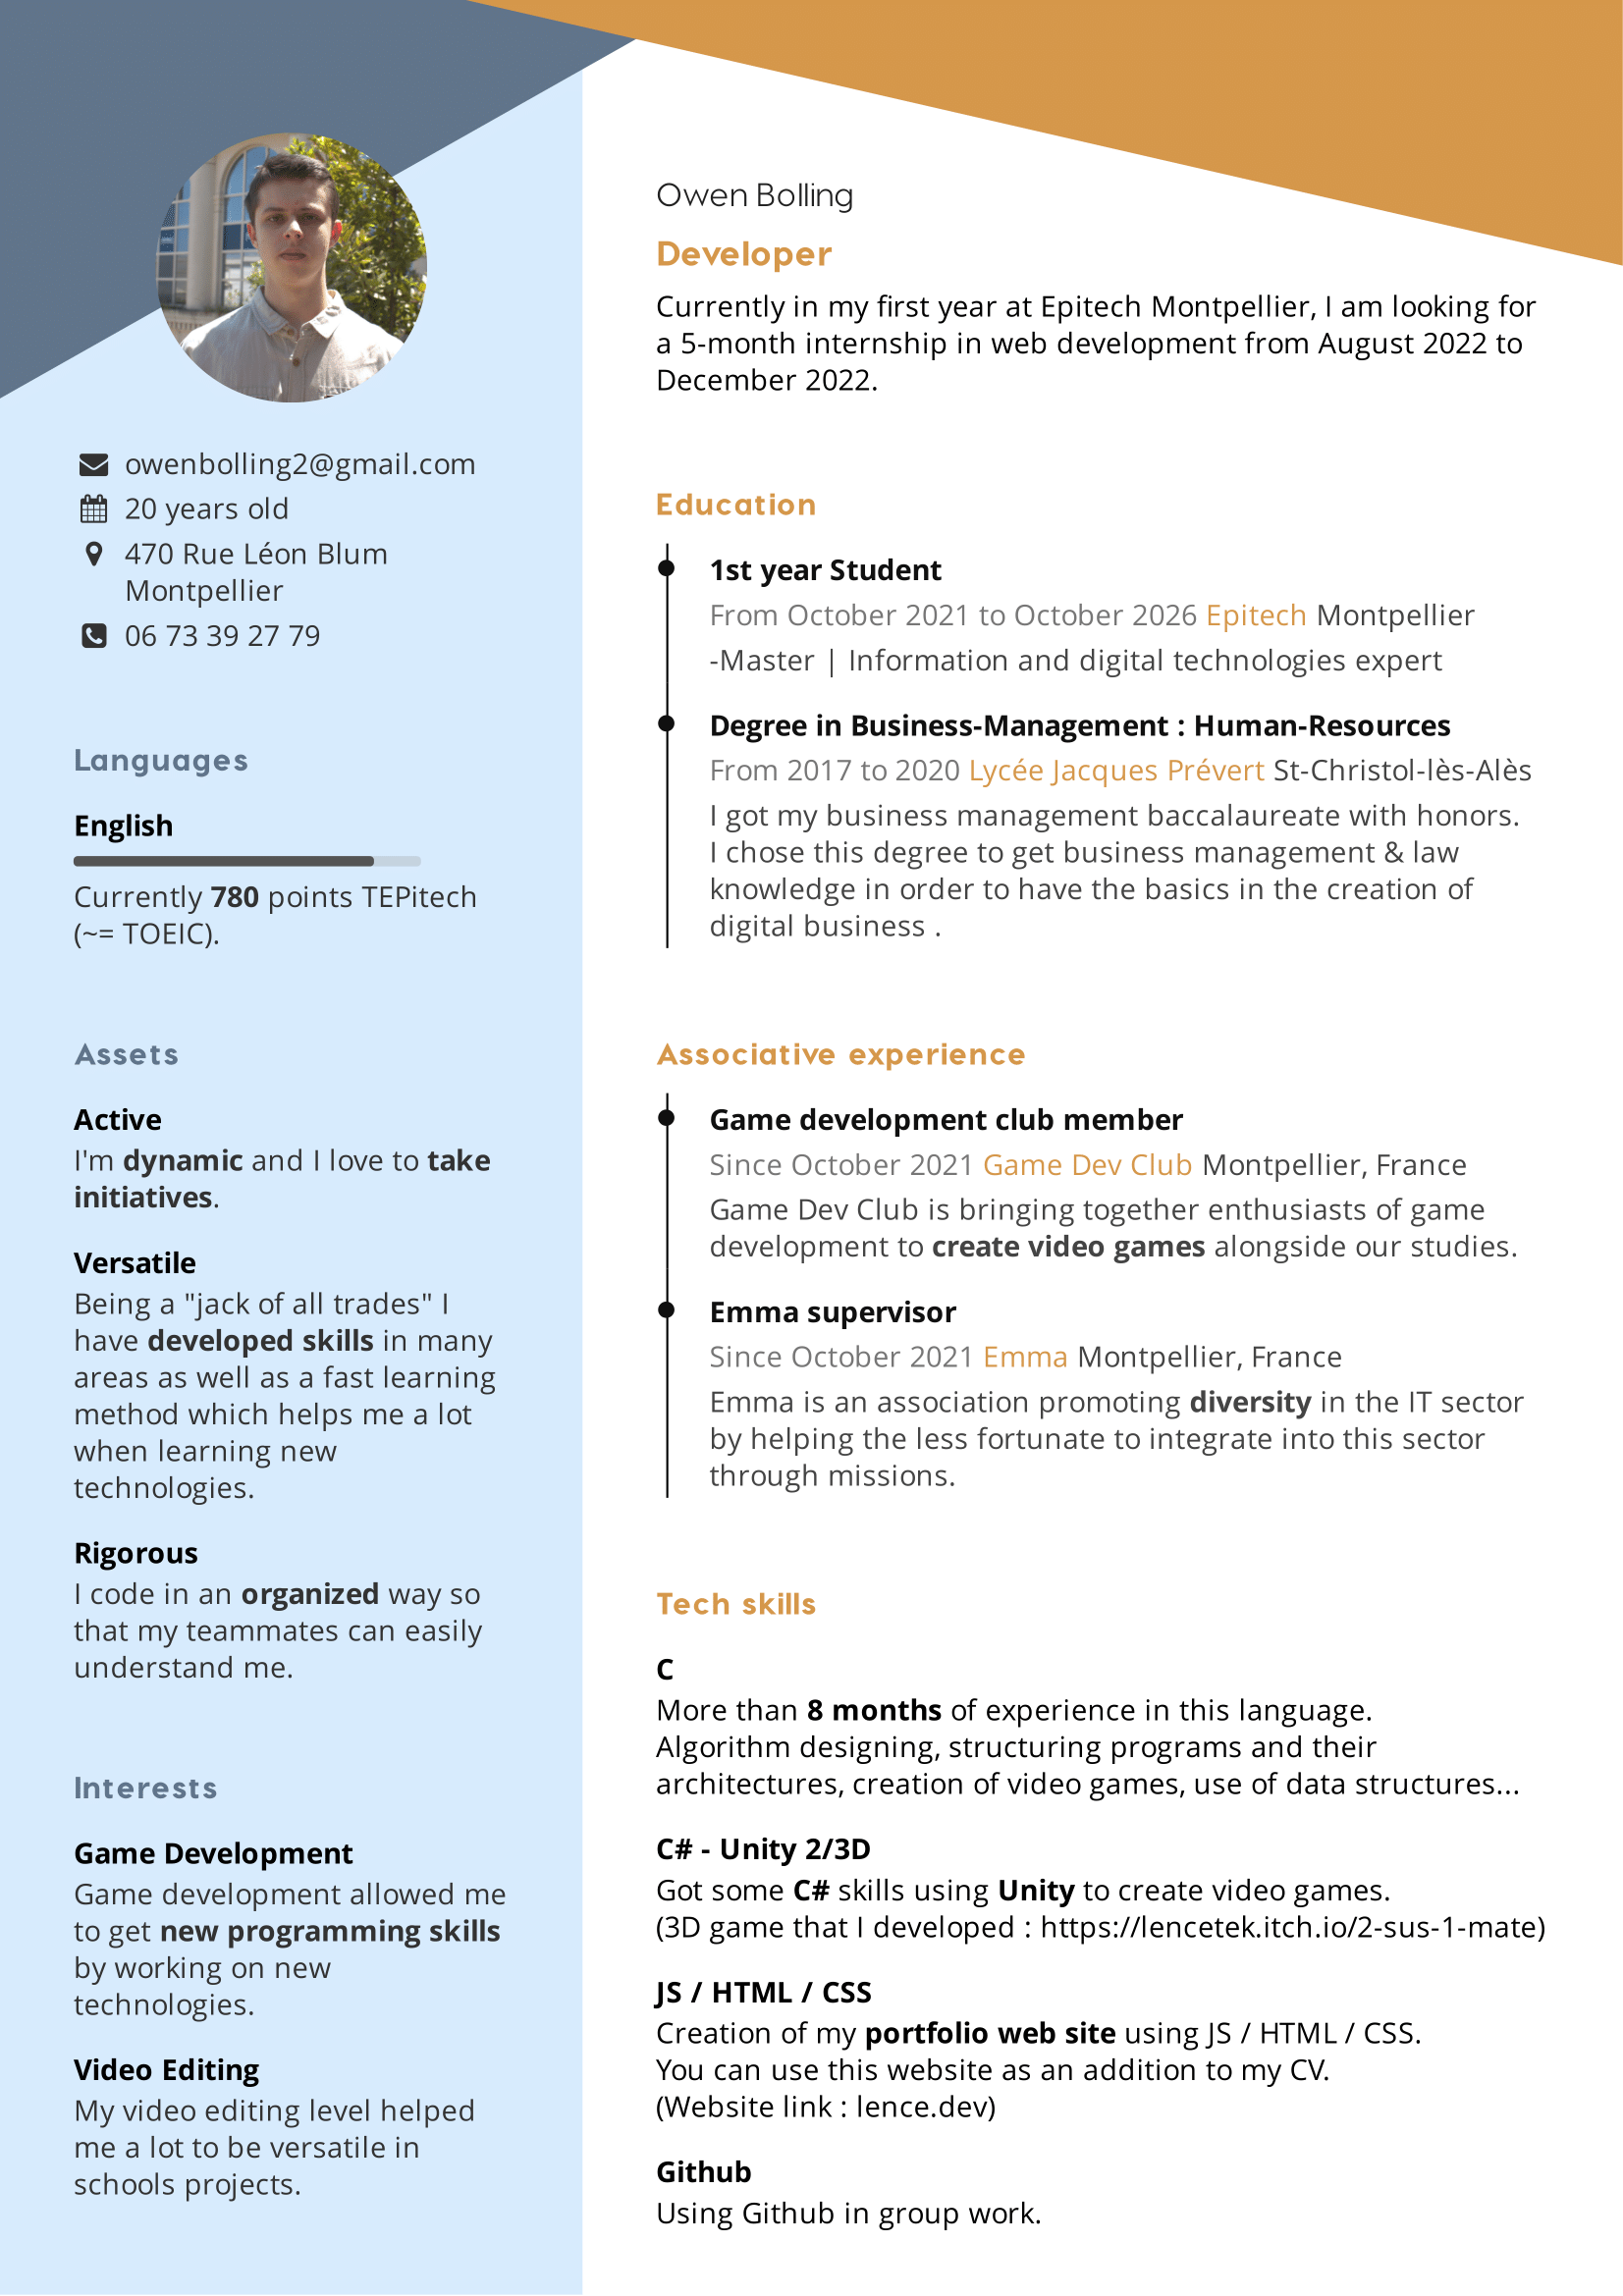 owenbolling2@gmail.com
20 years old
470 Rue Léon Blum
Montpellier
06 73 39 27 79
Languages
English
Currently 780 points TEPitech
(~= TOEIC).
Assets
Active
I'm dynamic and I love to take
initiatives.
Versatile
Being a "jack of all trades" I
have developed skills in many
areas as well as a fast learning
method which helps me a lot
when learning new
technologies.
Rigorous
I code in an organized way so
that my teammates can easily
understand me.
Interests
Game Development
Game development allowed me
to get new programming skills
by working on new
technologies.
Video Editing
My video editing level helped
me a lot to be versatile in
schools projects.
Owen Bolling
Developer
Currently in my first year at Epitech Montpellier, I am looking for
a 5-month internship in web development from August 2022 to
December 2022.
Education
1st year Student
From October 2021 to October 2026 Epitech Montpellier
-Master | Information and digital technologies expert
Degree in Business-Management : Human-Resources
From 2017 to 2020 Lycée Jacques Prévert St-Christol-lès-Alès
I got my business management baccalaureate with honors.
I chose this degree to get business management & law
knowledge in order to have the basics in the creation of
digital business .
Associative experience
Game development club member
Since October 2021 Game Dev Club Montpellier, France
Game Dev Club is bringing together enthusiasts of game
development to create video games alongside our studies.
Emma supervisor
Since October 2021 Emma Montpellier, France
Emma is an association promoting diversity in the IT sector
by helping the less fortunate to integrate into this sector
through missions.
Tech skills
C
More than 8 months of experience in this language.
Algorithm designing, structuring programs and their
architectures, creation of video games, use of data structures...
C# - Unity 2/3D
Got some C# skills using Unity to create video games.
(3D game that I developed : https://lencetek.itch.io/2-sus-1-mate)
JS / HTML / CSS
Creation of my portfolio web site using JS / HTML / CSS.
You can use this website as an addition to my CV.
(Website link : lence.dev)
Github
Using Github in group work.